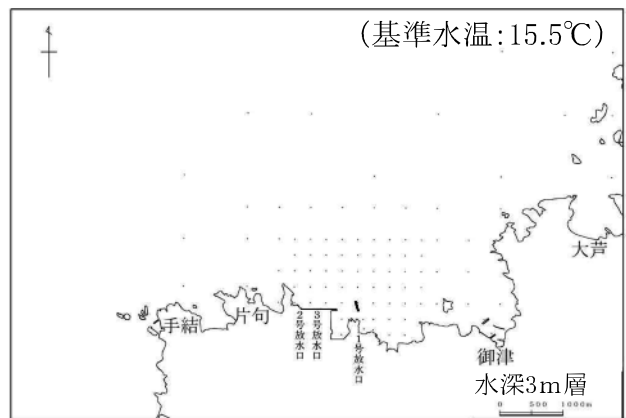 (基準水温:15.5℃)
大芦
手結
片句
2号放水口
3号放水口
1号放水口
御津
水深3m層
0 500 1000m